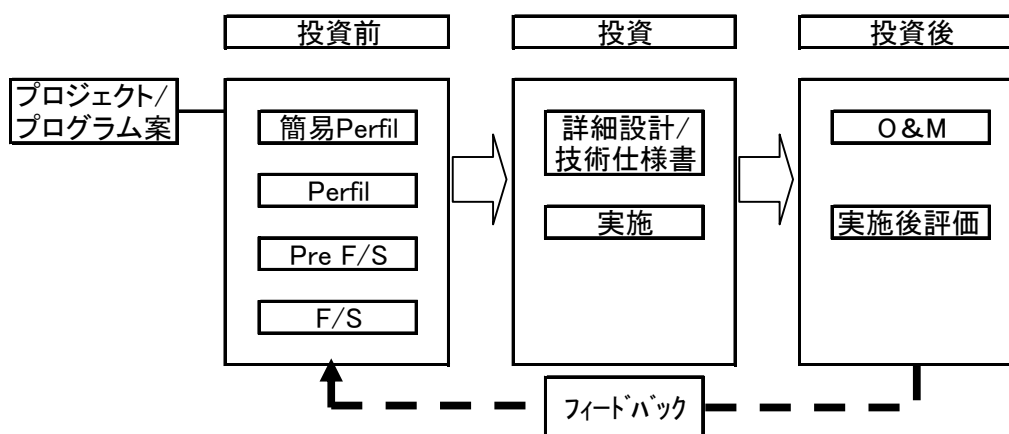 投資前
投資
投資後
プロジェクト/
プログラム案
簡易Perfil
Perfil
Pre F/S
F/S
詳細設計/
技術仕様書
実施
O&M
実施後評価
フィードバック